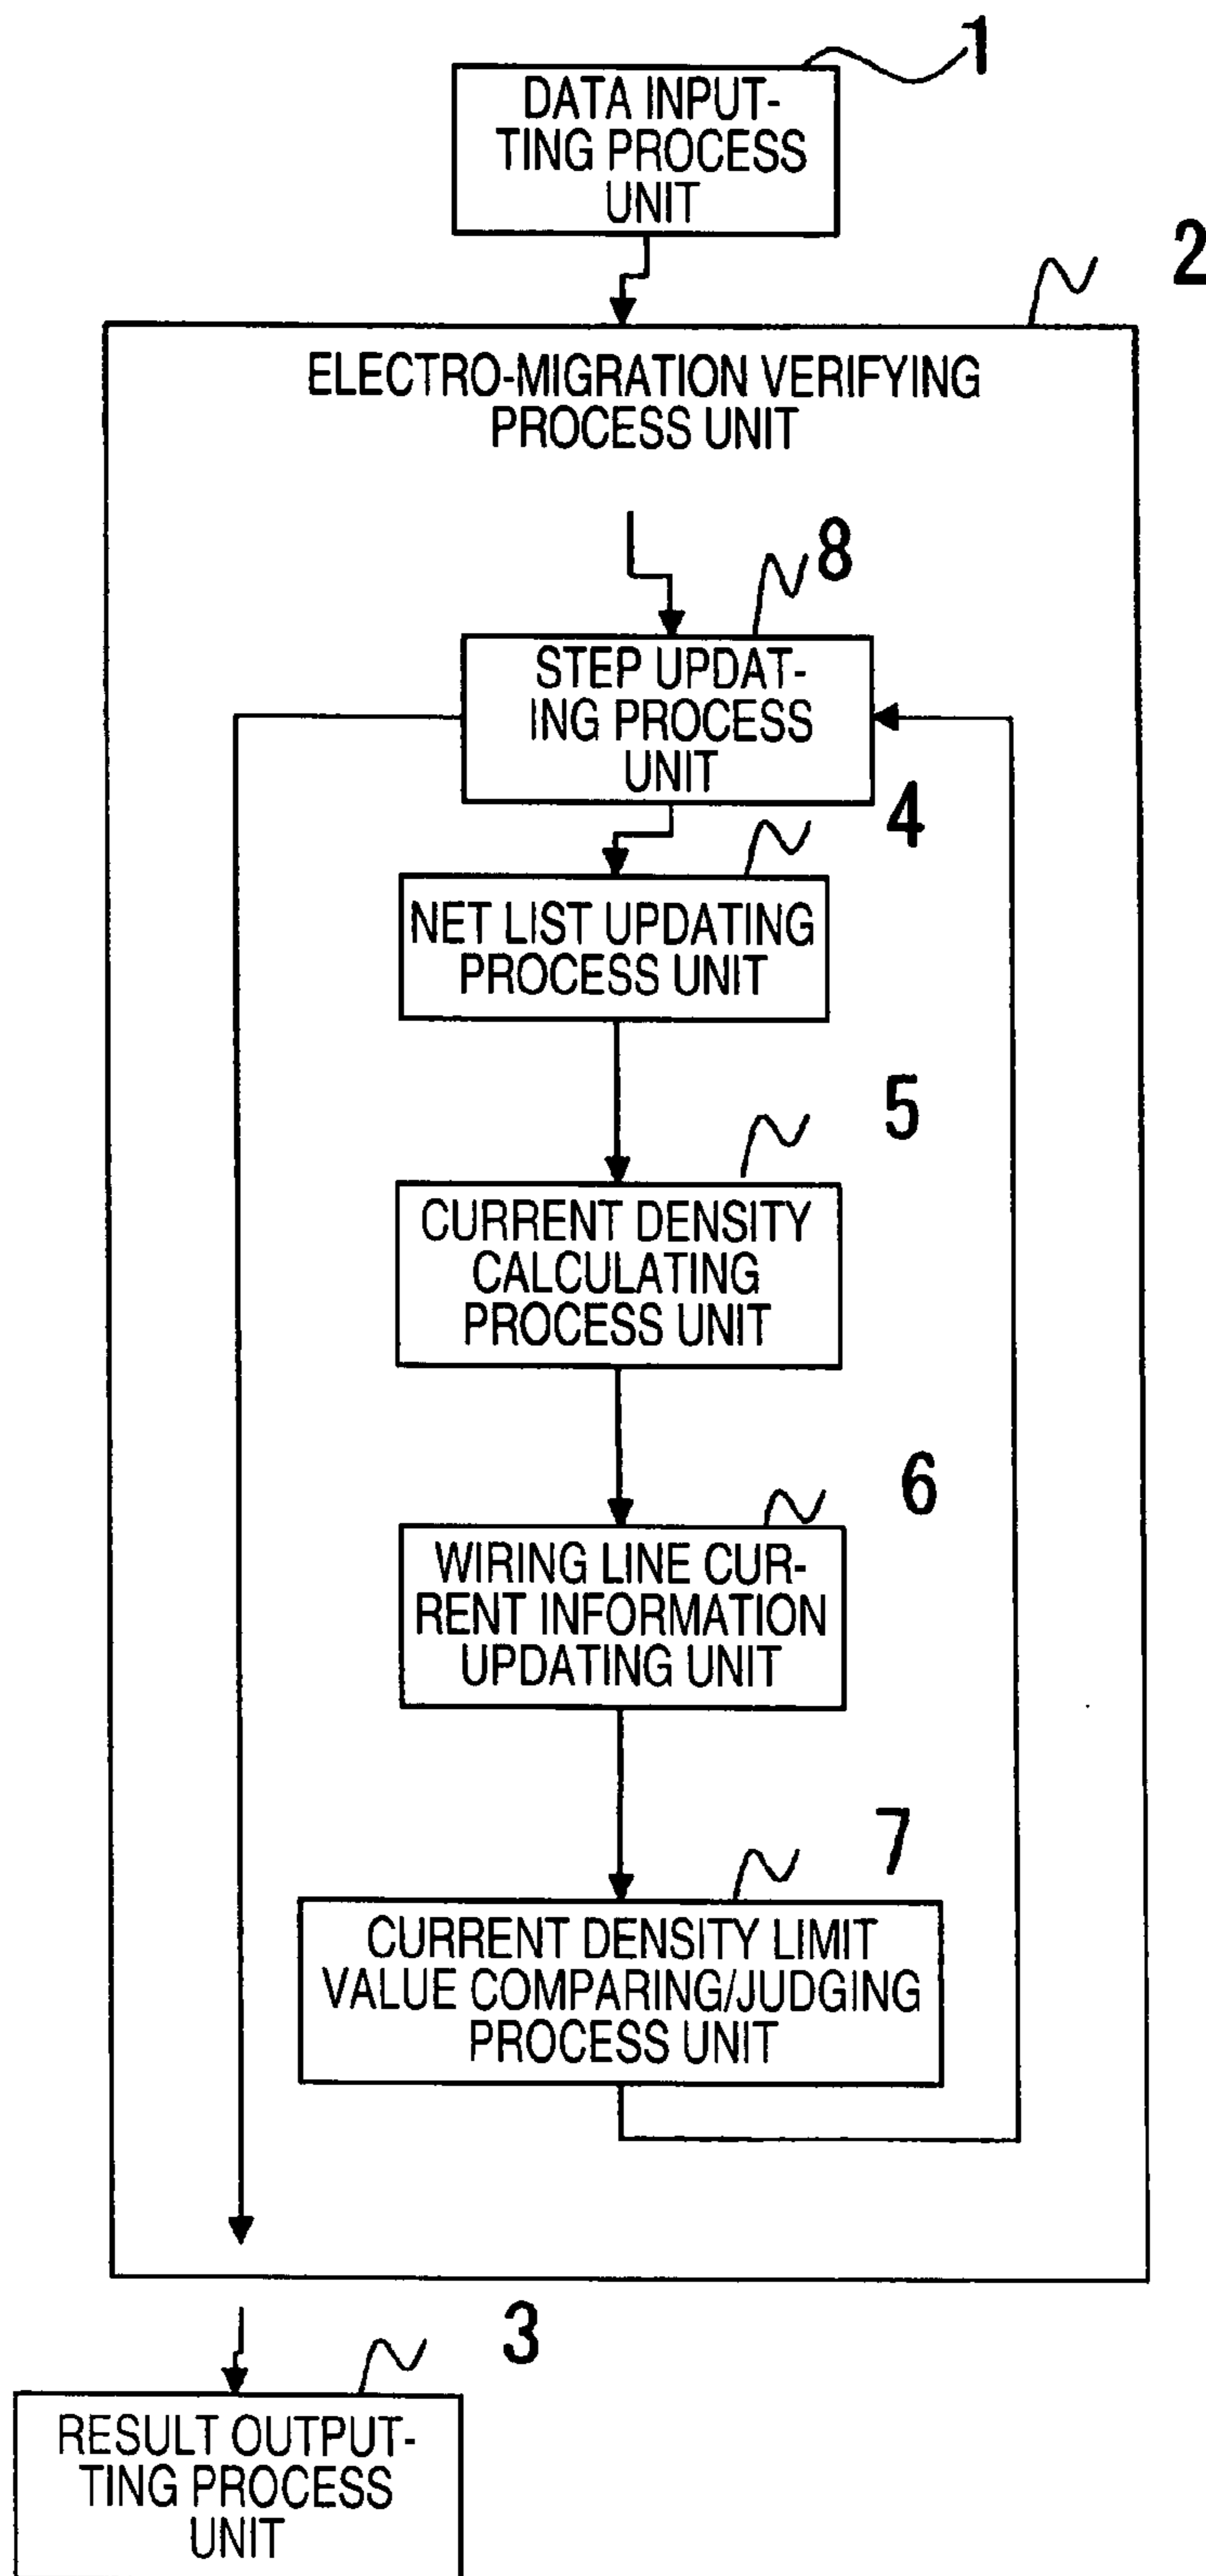 1
DATA INPUT-
TING PROCESS
UNIT
2
ELECTRO-MIGRATION VERIFYING
PROCESS UNIT
8
STEP UPDAT-
ING PROCESS
UNIT
4
NET LIST UPDATING
PROCESS UNIT
5
CURRENT DENSITY
CALCULATING
PROCESS UNIT
6
WIRING LINE CUR-
RENT INFORMATION
UPDATING UNIT
7
CURRENT DENSITY LIMIT
VALUE COMPARING/JUDGING
PROCESS UNIT
3
RESULT OUTPUT-
TING PROCESS
UNIT